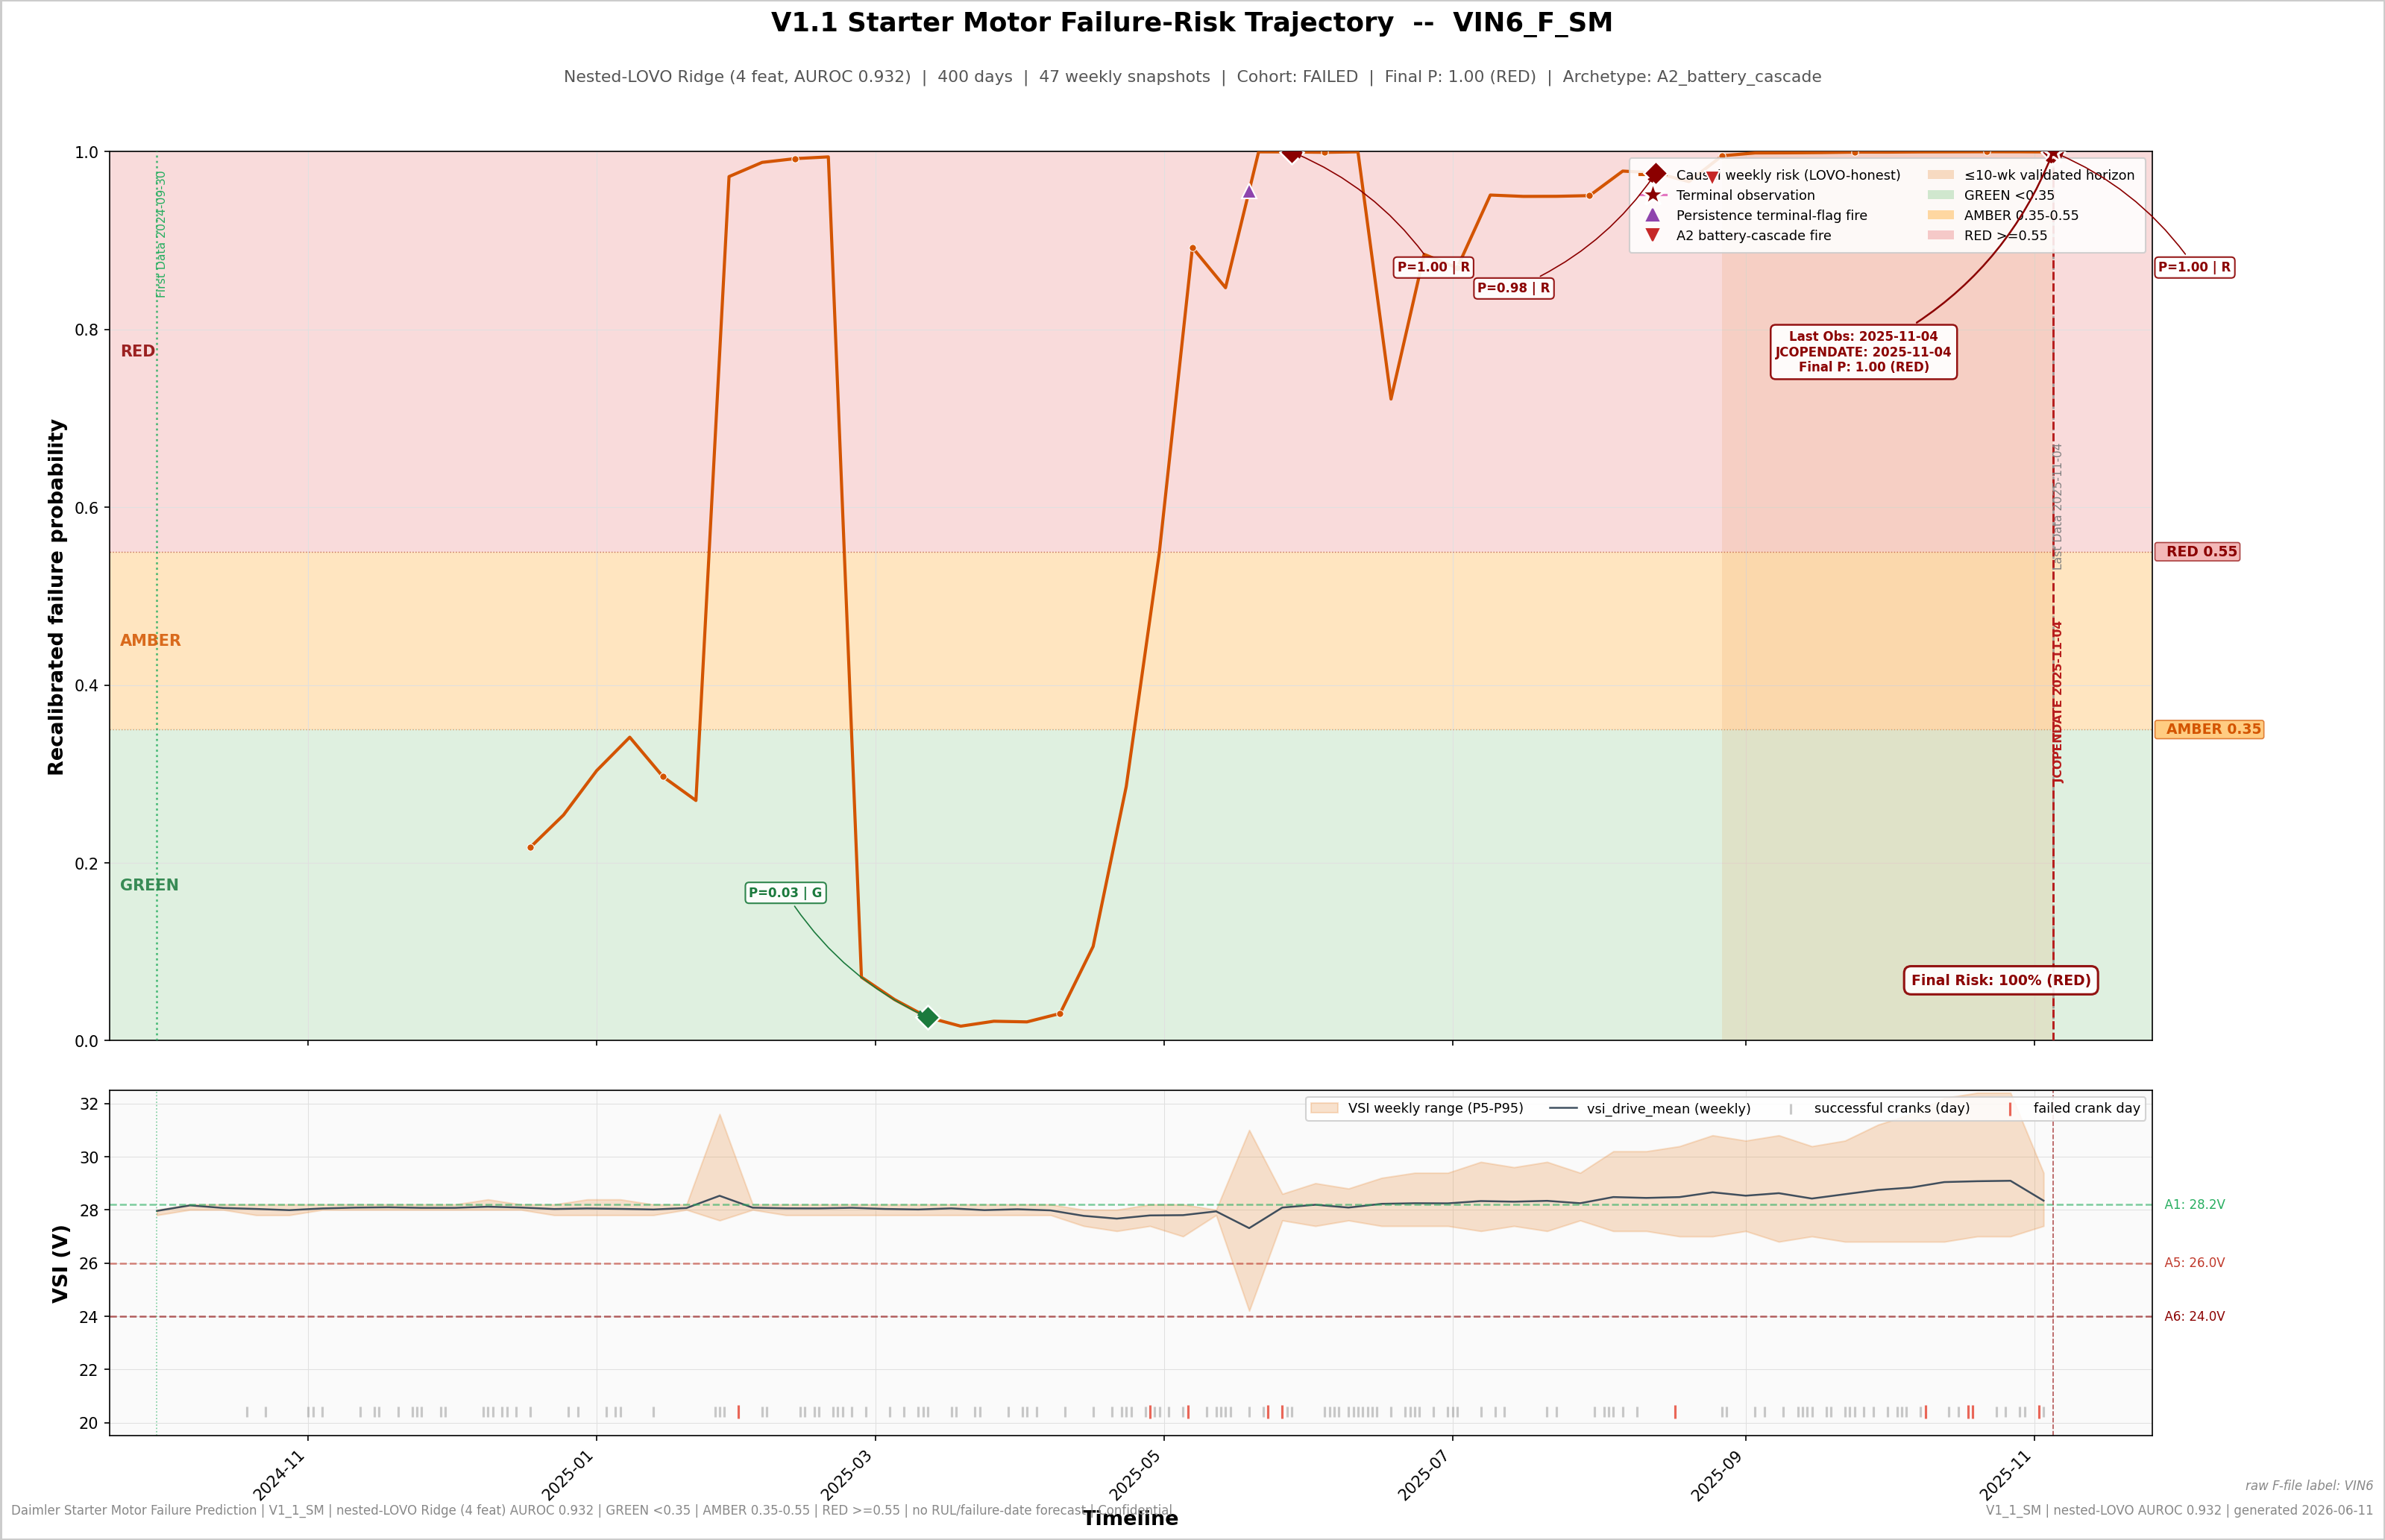 V1.1 Starter Motor Failure-Risk Trajectory -- VIN6_F_SM
Nested-LOVO Ridge (4 feat, AUROC 0.932) | 400 days | 47 weekly snapshots | Cohort: FAILED | Final P: 1.00 (RED) | Archetype: A2_battery_cascade
Recalibrated failure probability
1.0
0.8
0.6
0.4
0.2
0.0
First Data 2024-09-30
RED
AMBER
GREEN
weekly risk (LOVO-honest)
Terminal observation
Persistence terminal-flag fire
A2 battery-cascade fire
≤10-wk validated horizon
GREEN <0.35
AMBER 0.35-0.55
RED >=0.55
P=1.00 | R
P=0.98 | R
P=1.00 | R
Last Obs: 2025-11-04
JCOPENDATE: 2025-11-04
Final P: 1.00 (RED)
Last Data 2025-11-04
RED 0.55
JCOPENDATE 2025-11-04
AMBER 0.35
P=0.03 | G
Final Risk: 100% (RED)
VSI (V)
32
30
28
26
24
22
20
VSI weekly range (P5-P95)
vsi_drive_mean (weekly)
successful cranks (day)
failed crank day
A1: 28.2V
A5: 26.0V
A6: 24.0V
2024-11
2025-01
2025-03
2025-05
2025-07
2025-09
2025-11
Timeline
raw F-file label: VIN6
Daimler Starter Motor Failure Prediction | V1_1_SM | nested-LOVO Ridge (4 feat) AUROC 0.932 | GREEN <0.35 | AMBER 0.35-0.55 | RED >=0.55 | no RUL/failure-date forecast | Confidential
V1_1_SM | nested-LOVO AUROC 0.932 | generated 2026-06-11